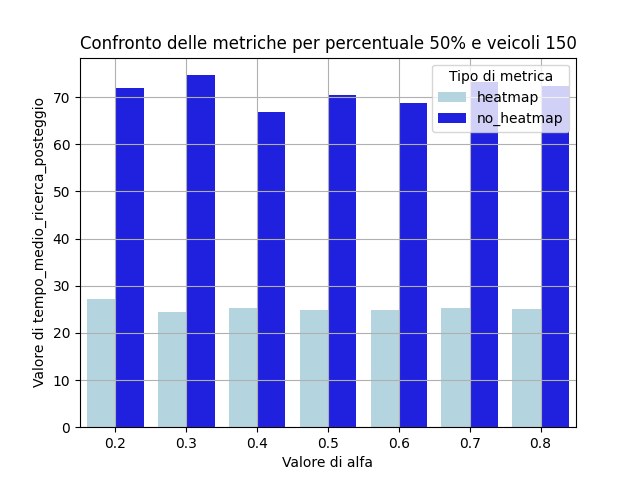 Confronto delle metriche per percentuale 50% e veicoli 150
Valore di tempo_medio_ricerca_posteggio
70
60
50
40
30
20
10
0
Tipo di metrica
heatmap
no_heatmap
0.2 0.3 0.4 0.5 0.6 0.7 0.8
Valore di alfa